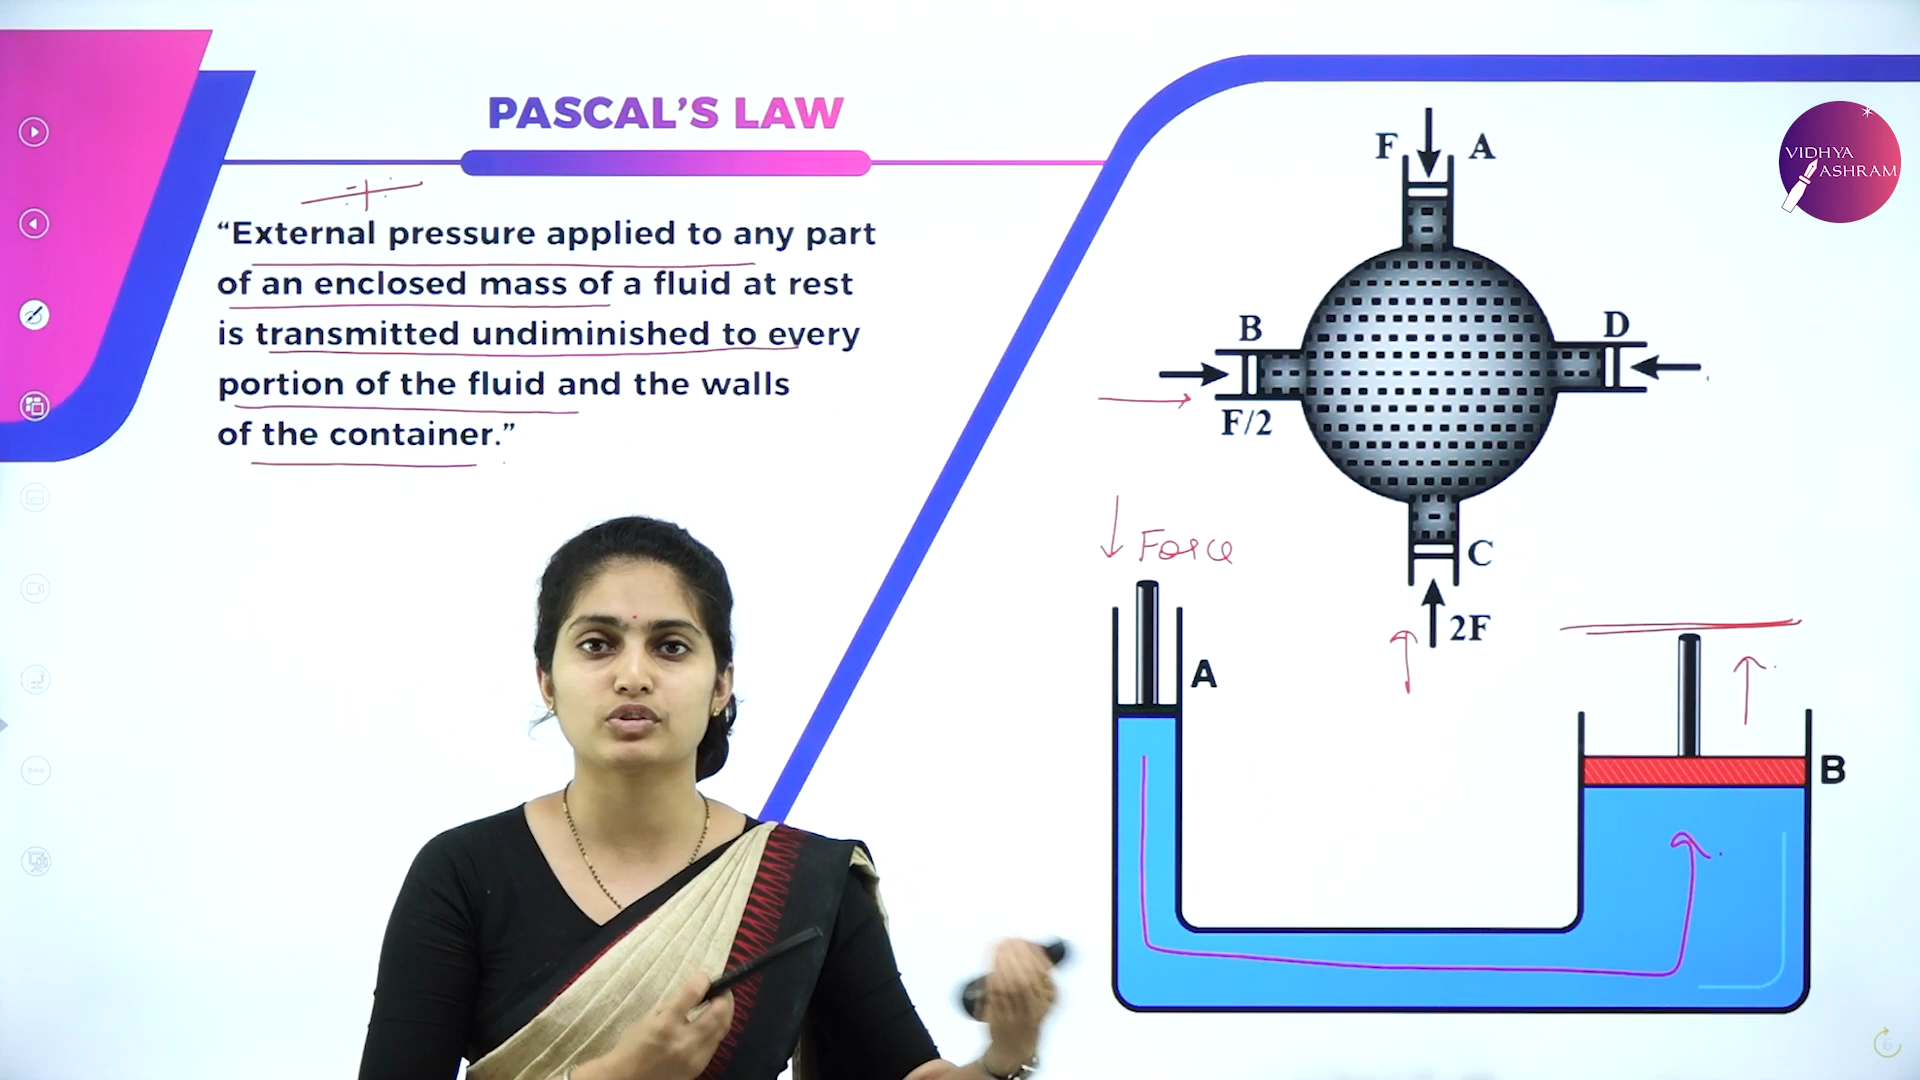 PASCAL’S LAW
“External pressure applied to any part
of an enclosed mass of a fluid at rest
is transmitted undiminished to every
portion of the fluid and the walls
of the container.”
VIDHYA
ASHRAM
F
A
B
D
F/2
C
2F
Force
A
B
6